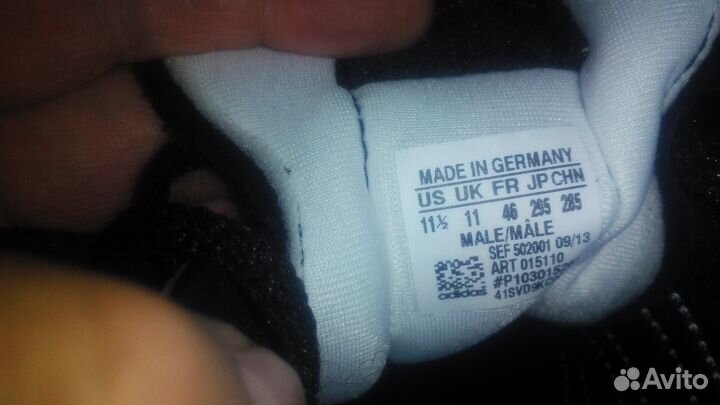 MADE IN GERMANY
US UK FR JP CHN
11½ 11 46 295 285
MALE/MÂLE
SEF 502001 09/13
ART 015110
adidas
Avito